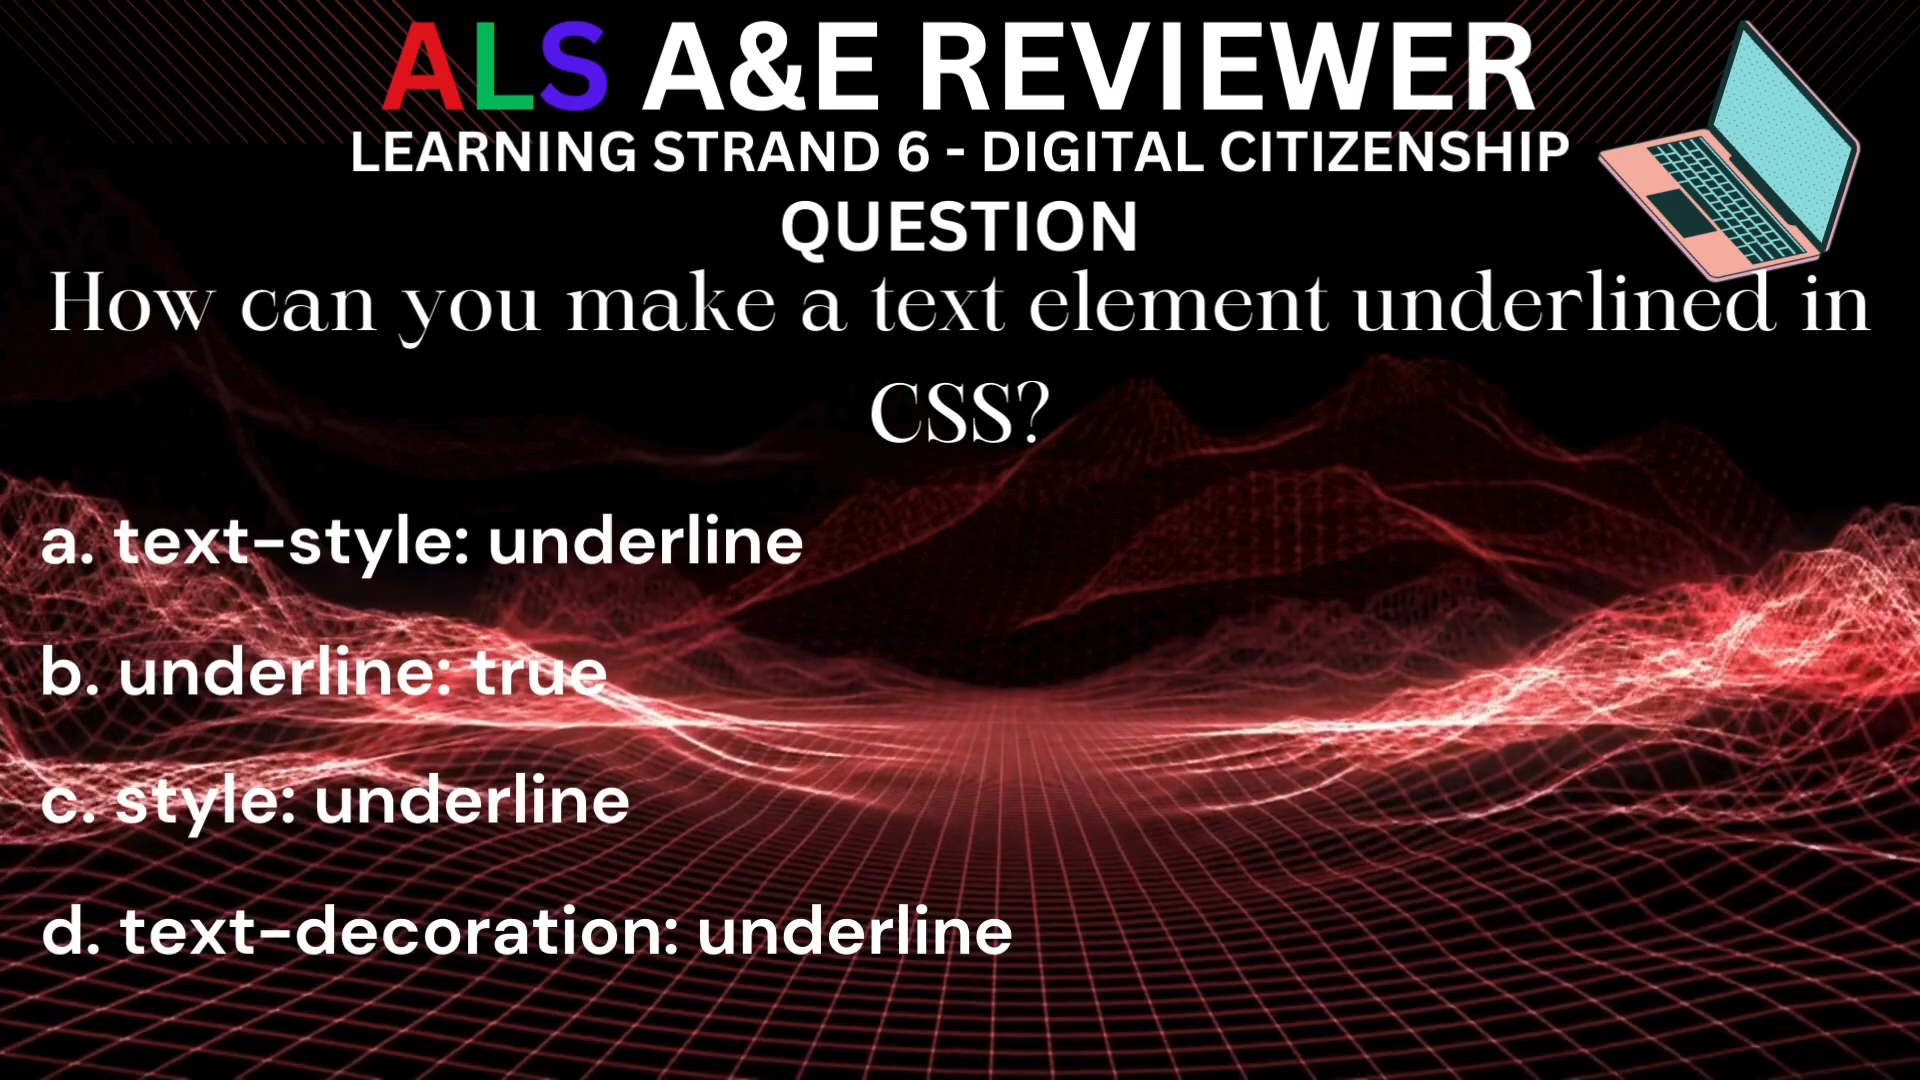 ALS A&E REVIEWER
LEARNING STRAND 6 - DIGITAL CITIZENSHIP
QUESTION
How can you make a text element underlined in
CSS?
a. text-style: underline
b. underline: true
c. style: underline
d. text-decoration: underline